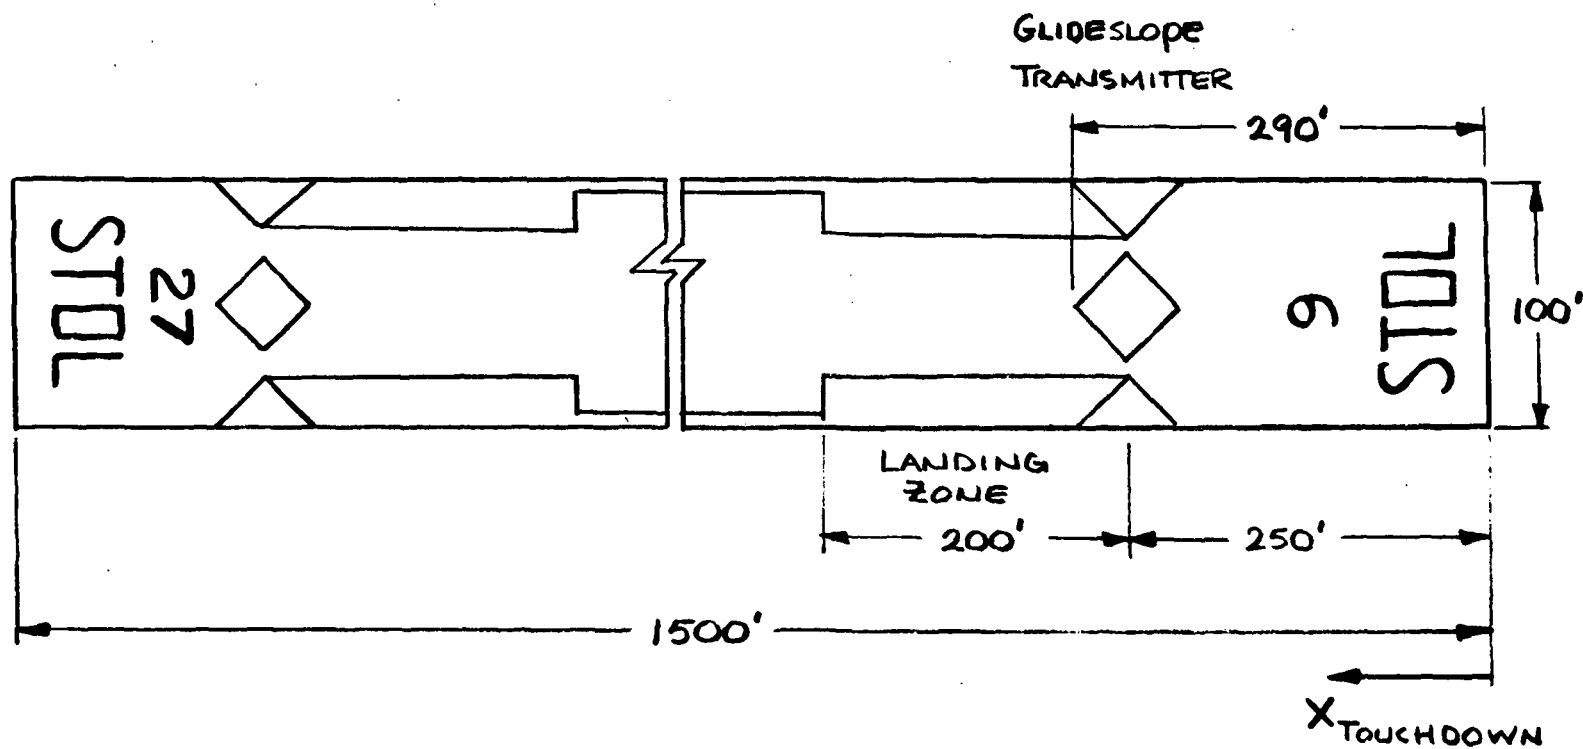 GLIDESLOPE
TRANSMITTER
290'
STOL
27
9
STOL
100'
LANDING
ZONE
200'
250'
1500'
X TOUCHDOWN